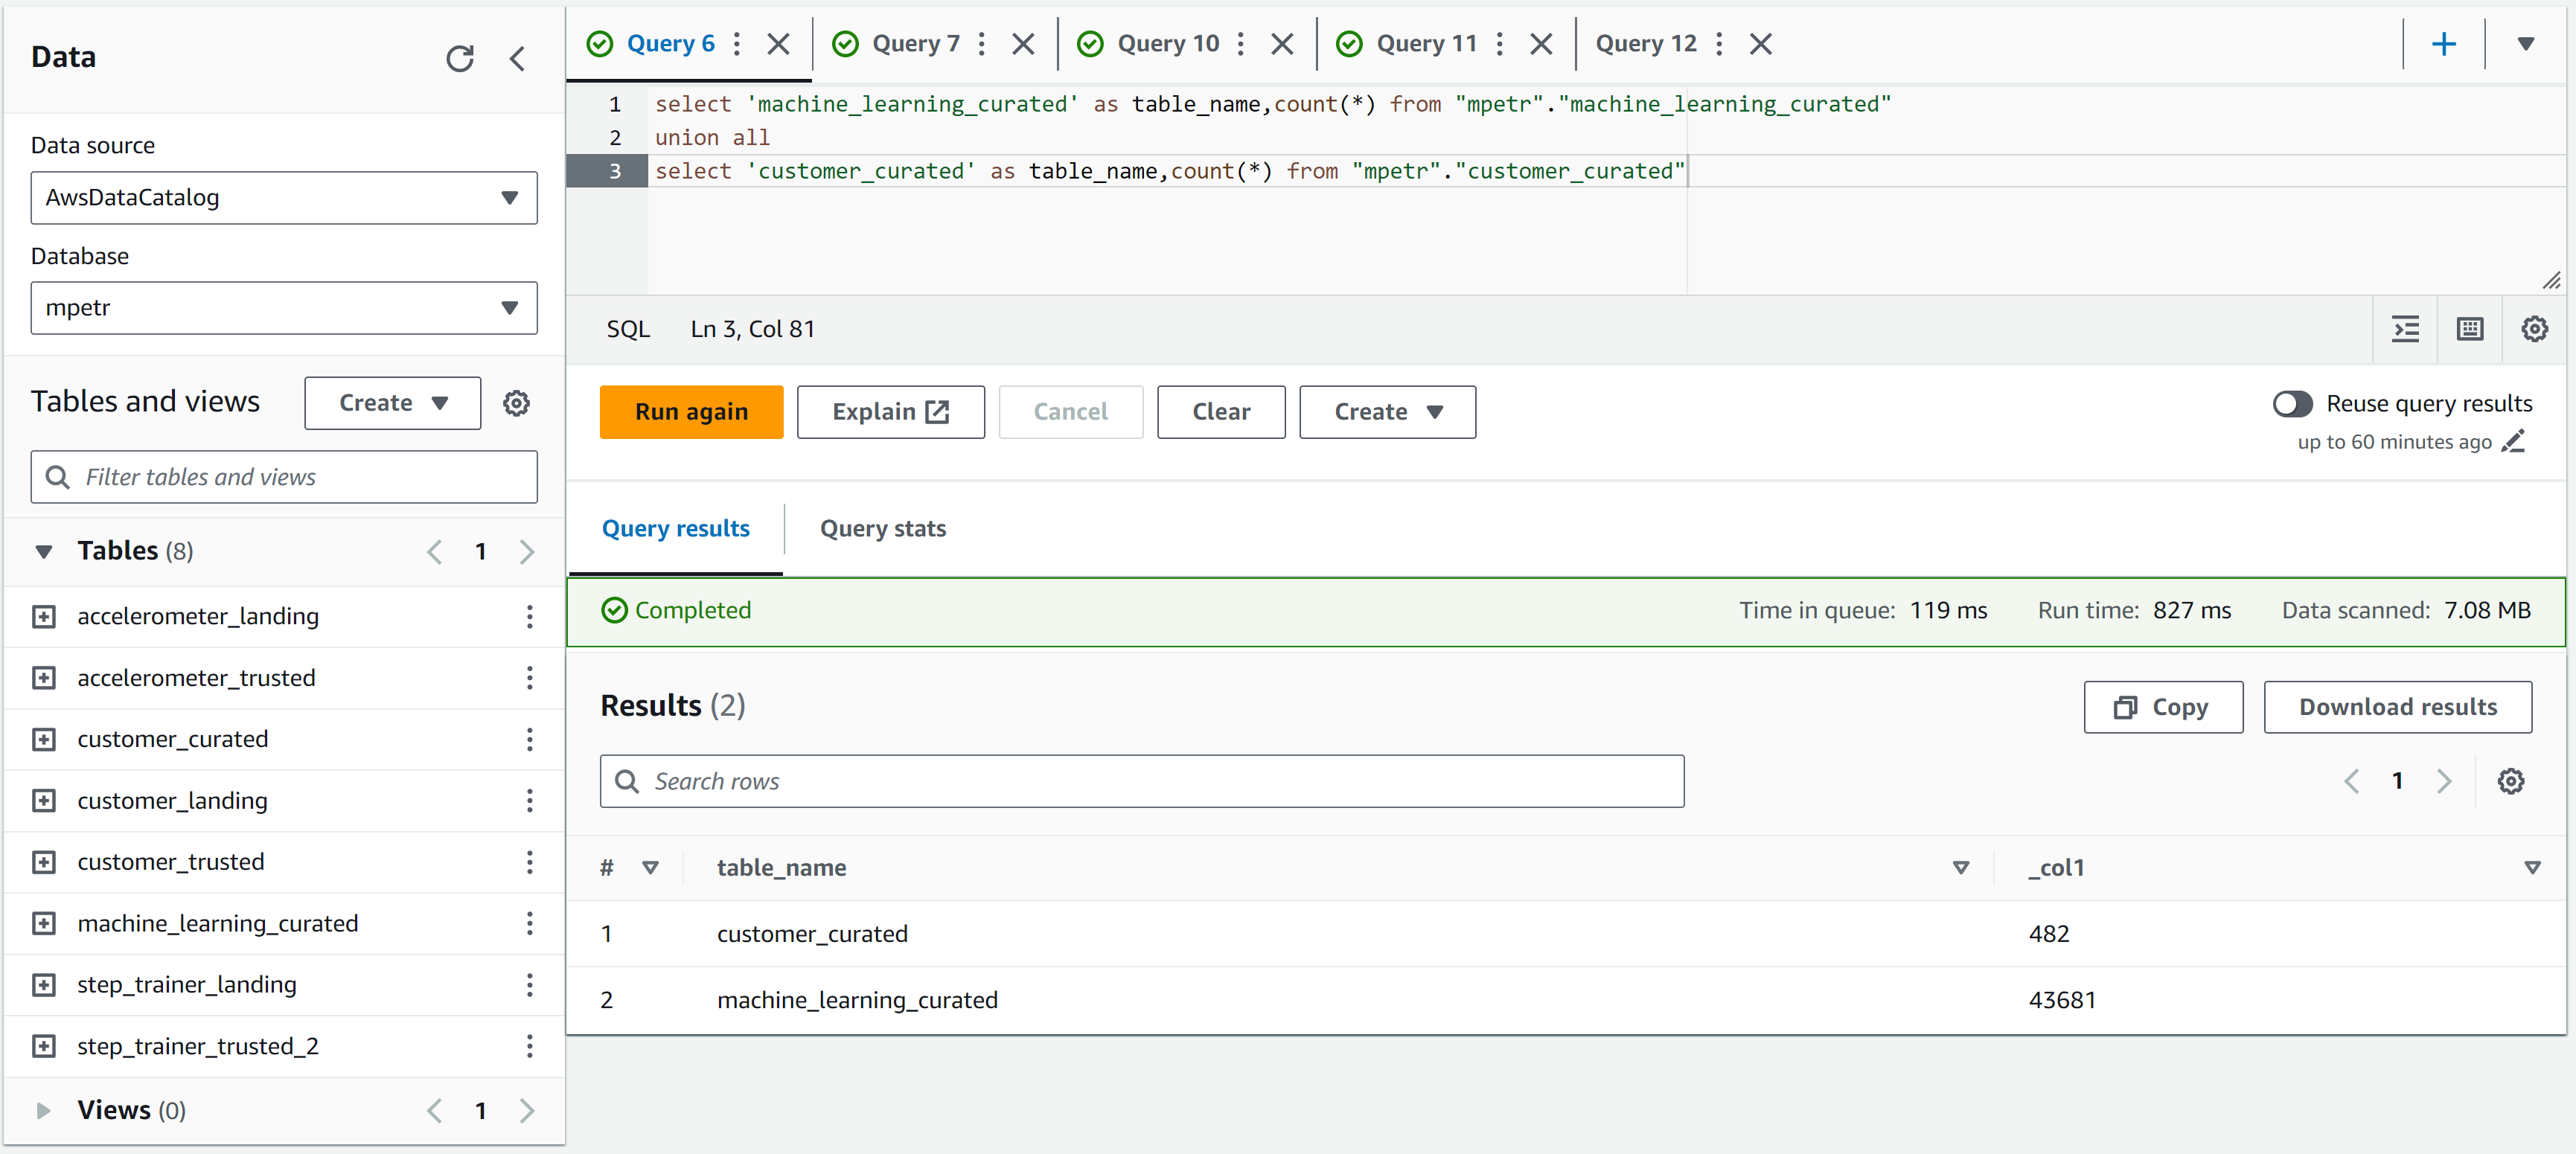 Data
Data source
AwsDataCatalog
Database
mpetr
Tables and views
Create
Filter tables and views
Tables (8)
1
accelerometer_landing
accelerometer_trusted
customer_curated
customer_landing
customer_trusted
machine_learning_curated
step_trainer_landing
step_trainer_trusted_2
Views (0)
1
Query 6
Query 7
Query 10
Query 11
Query 12
1 select 'machine_learning_curated' as table_name,count(*) from "mpetr"."machine_learning_curated"
2 union all
3 select 'customer_curated' as table_name,count(*) from "mpetr"."customer_curated"
SQL Ln 3, Col 81
Run again
Explain
Cancel
Clear
Create
Reuse query results
up to 60 minutes ago
Query results
Query stats
Completed
Time in queue: 119 ms
Run time: 827 ms
Data scanned: 7.08 MB
Results (2)
Copy
Download results
Search rows
1
# table_name _col1
1 customer_curated 482
2 machine_learning_curated 43681